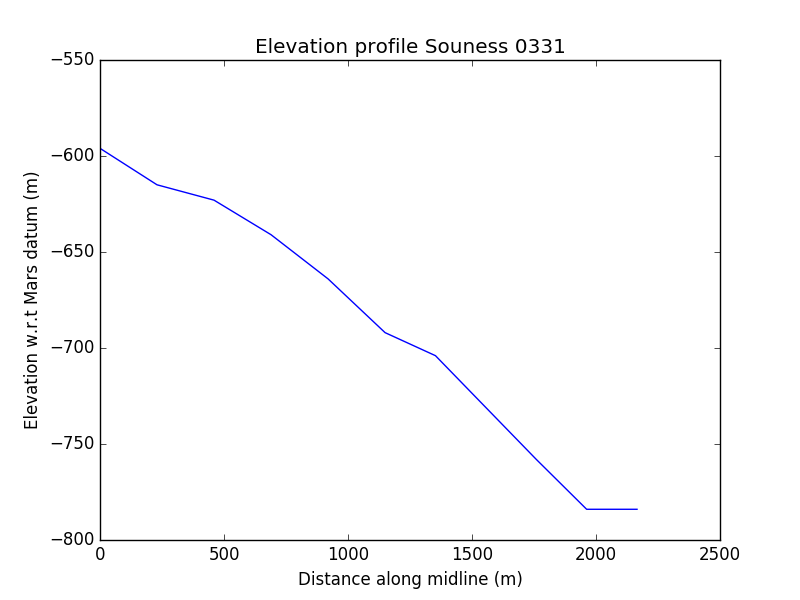 Elevation profile Souness 0331
−550
−600
−650
−700
−750
−800
Elevation w.r.t Mars datum (m)
0 500 1000 1500 2000 2500
Distance along midline (m)